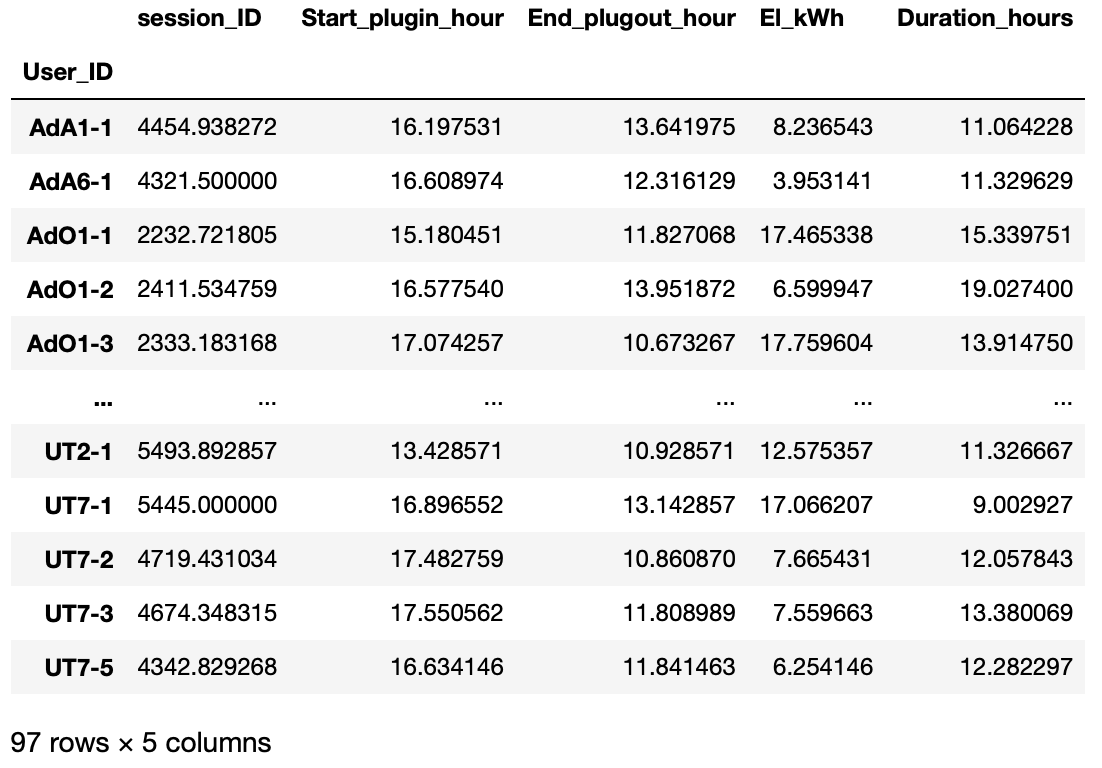 session_ID Start_plugin_hour End_plugout_hour El_kWh Duration_hours
User_ID
AdA1-1 4454.938272 16.197531 13.641975 8.236543 11.064228
AdA6-1 4321.500000 16.608974 12.316129 3.953141 11.329629
AdO1-1 2232.721805 15.180451 11.827068 17.465338 15.339751
AdO1-2 2411.534759 16.577540 13.951872 6.599947 19.027400
AdO1-3 2333.183168 17.074257 10.673267 17.759604 13.914750
... ... ... ... ... ...
UT2-1 5493.892857 13.428571 10.928571 12.575357 11.326667
UT7-1 5445.000000 16.896552 13.142857 17.066207 9.002927
UT7-2 4719.431034 17.482759 10.860870 7.665431 12.057843
UT7-3 4674.348315 17.550562 11.808989 7.559663 13.380069
UT7-5 4342.829268 16.634146 11.841463 6.254146 12.282297
97 rows × 5 columns